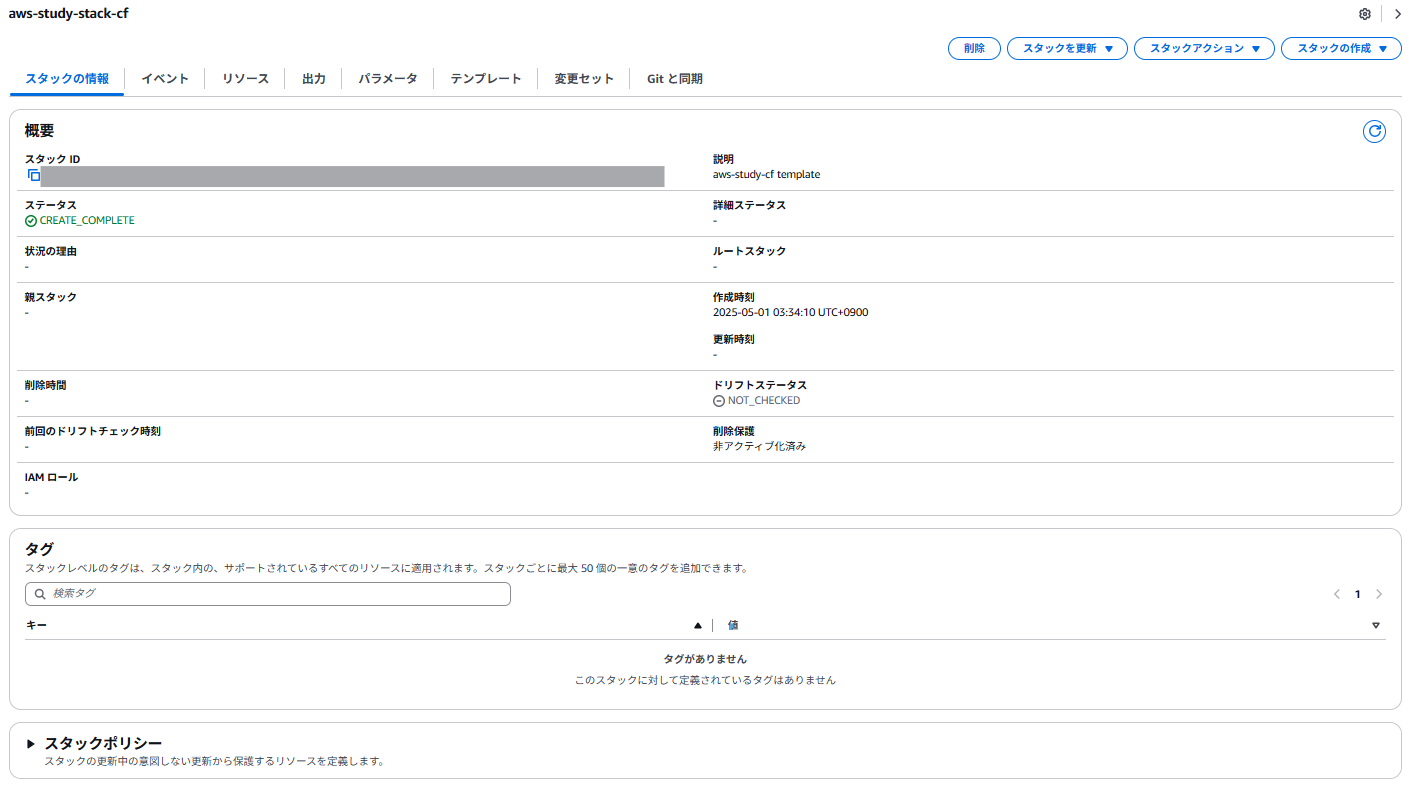 aws-study-stack-cf
削除
スタックを更新
スタックアクション
スタックの作成
スタックの情報
イベント
リソース
出力
パラメータ
テンプレート
変更セット
Git と同期
概要
スタック ID
説明
aws-study-cf template
ステータス
CREATE_COMPLETE
詳細ステータス
-
状況の理由
-
ルートスタック
-
親スタック
-
作成時刻
2025-05-01 03:34:10 UTC+0900
更新時刻
-
削除時間
-
ドリフトステータス
NOT_CHECKED
前回のドリフトチェック時刻
-
削除保護
非アクティブ化済み
IAM ロール
-
タグ
スタックレベルのタグは、スタック内の、サポートされているすべてのリソースに適用されます。スタックごとに最大 50 個の一意のタグを追加できます。
検索タグ
1
キー
値
タグがありません
このスタックに対して定義されているタグはありません
スタックポリシー
スタックの更新中の意図しない更新から保護するリソースを定義します。